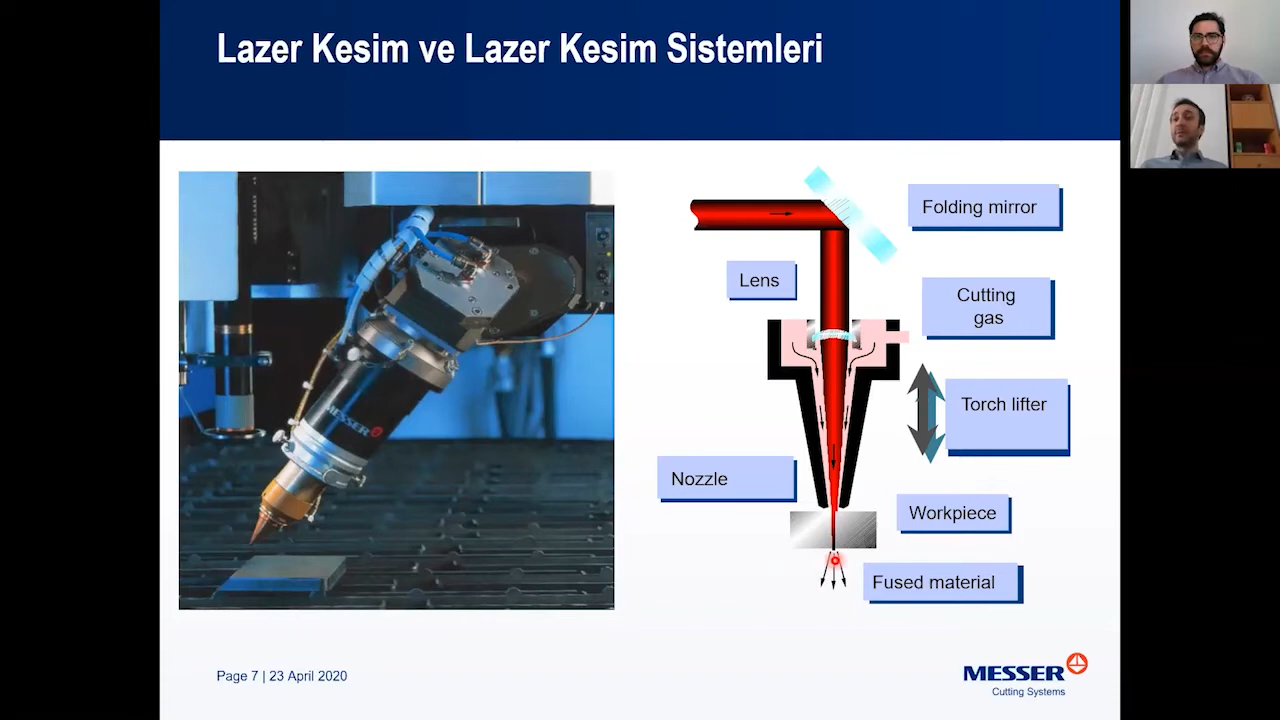 Lazer Kesim ve Lazer Kesim Sistemleri
Folding mirror
Lens
Cutting
gas
Torch lifter
MESSER
Nozzle
Workpiece
Fused material
Page 7 | 23 April 2020
MESSER
Cutting Systems